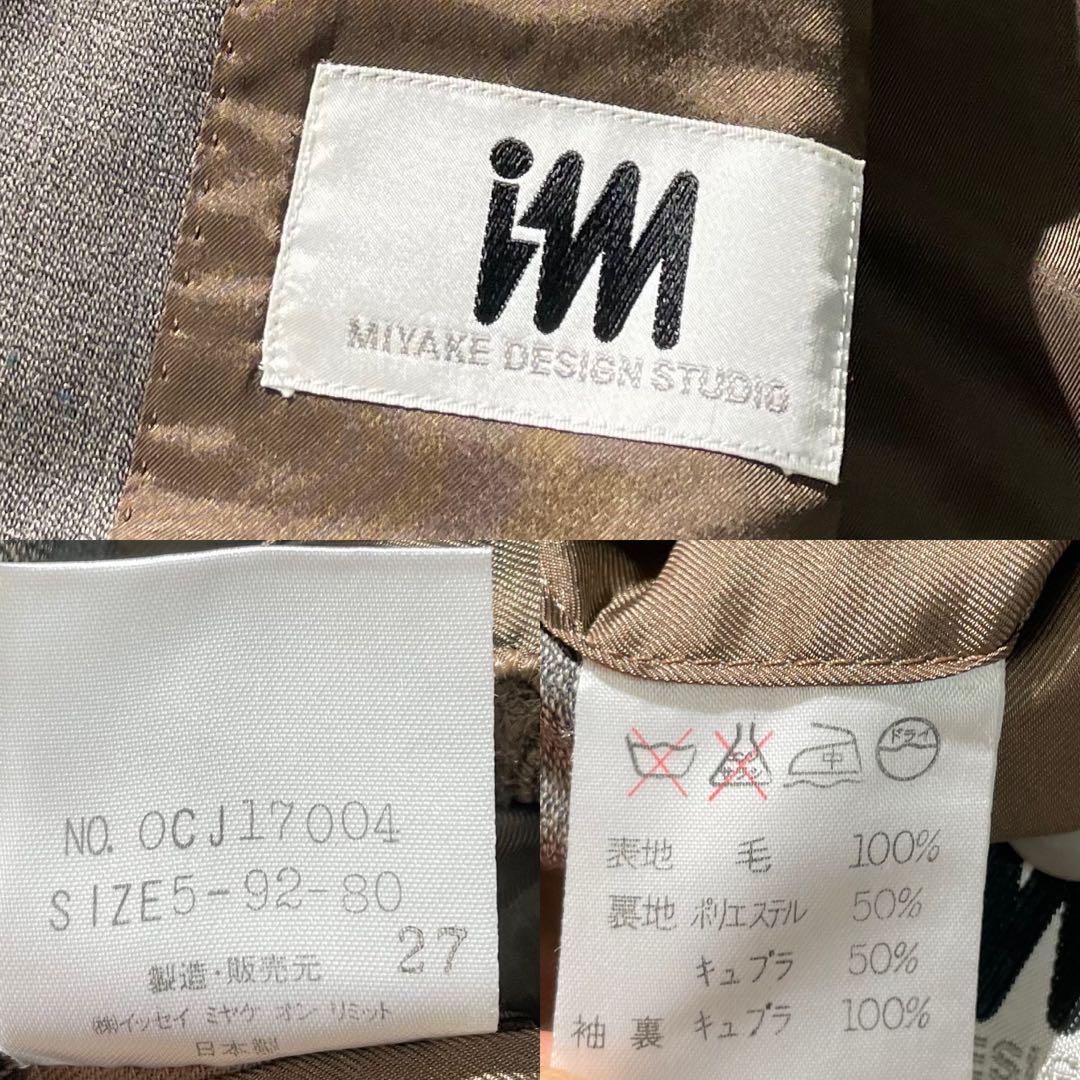 iM
MIYAKE DESIGN STUDIO
NO. OCJ17004
SIZE5-92-80
27
製造・販売元
㈱イッセイ ミヤケ オン リミット
日本製
ドライ
中
表地 毛 100%
裏地 ポリエステル 50%
キュプラ 50%
袖裏 キュプラ 100%